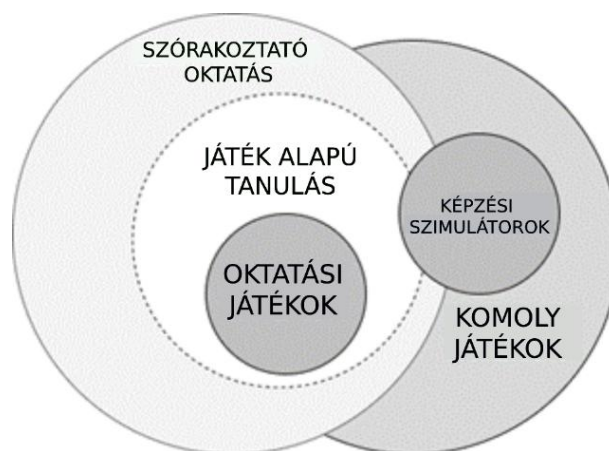 SZÓRAKOZTATÓ
OKTATÁS
JÁTÉK ALAPÚ
TANULÁS
KÉPZÉSI
SZIMULÁTOROK
OKTATÁSI
JÁTÉKOK
KOMOLY
JÁTÉKOK